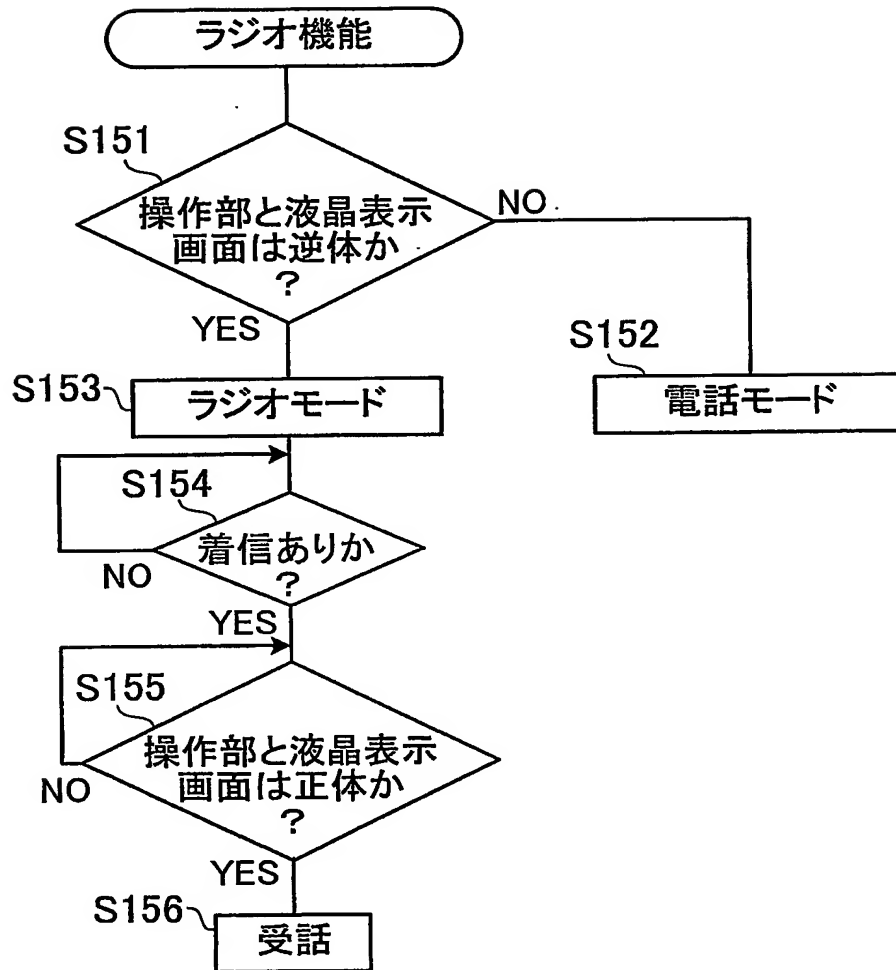 ラジオ機能
S151
操作部と液晶表示
画面は逆体か
?
NO
YES
S152
電話モード
S153
ラジオモード
S154
着信ありか
?
NO
YES
S155
操作部と液晶表示
画面は正体か
?
NO
YES
S156
受話